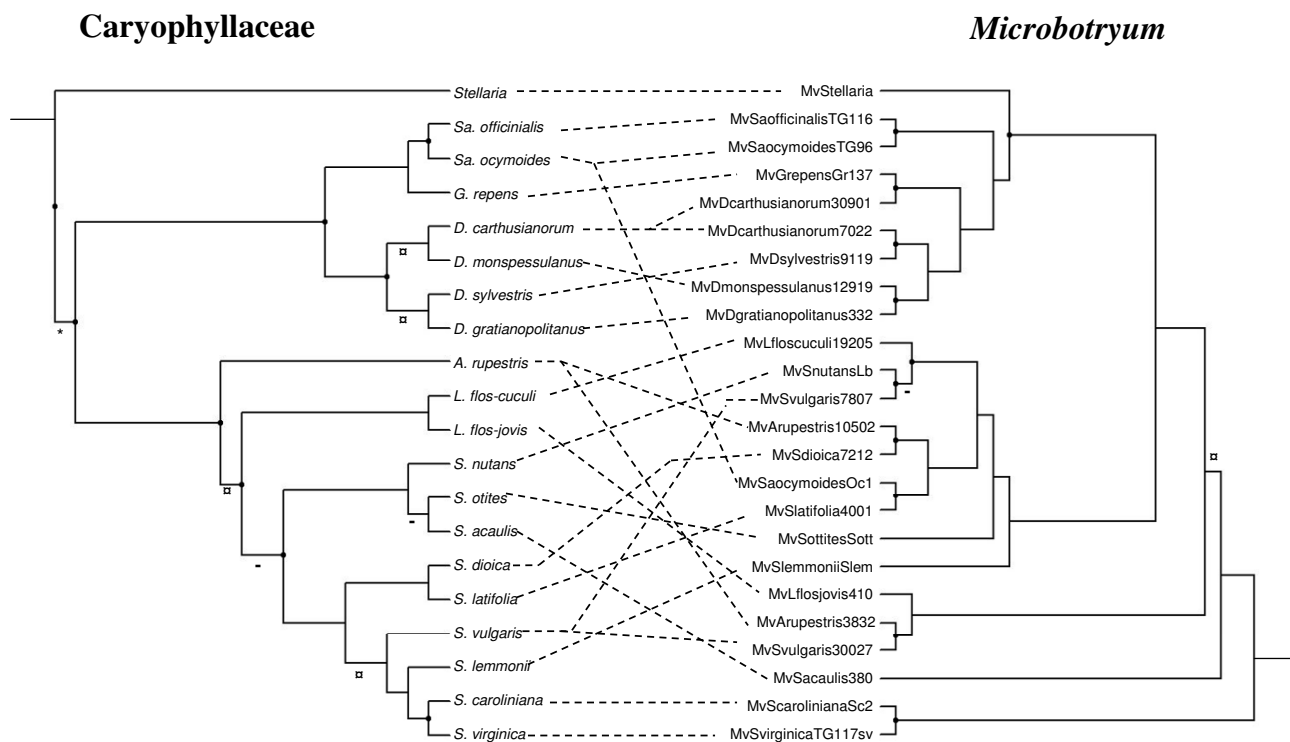 Caryophyllaceae
Microbotryum
Stellaria
MvStellaria
Sa. officinialis
MvSaofficinalisTG116
Sa. ocymoides
MvSaocymoidesTG96
G. repens
MvGrepensGr137
MvDcarthusianorum30901
D. carthusianorum
MvDcarthusianorum7022
¤
D. monspessulanus
MvDsylvestris9119
D. sylvestris
MvDmonspessulanus12919
¤
D. gratianopolitanus
MvDgratianopolitanus332
*
MvLfloscuculi19205
A. rupestris
MvSnutansLb
-
L. flos-cuculi
MvSvulgaris7807
L. flos-jovis
MvArupestris10502
S. nutans
MvSdioica7212
¤
¤
S. otites
MvSaocymoidesOc1
-
S. acaulis
MvSlatifolia4001
MvSottitesSott
-
S. dioica
MvSlemmoniiSlem
S. latifolia
MvLflosjovis410
S. vulgaris
MvArupestris3832
MvSvulgaris30027
¤
S. lemmonii
MvSacaulis380
S. caroliniana
MvScarolinianaSc2
S. virginica
MvSvirginicaTG117sv